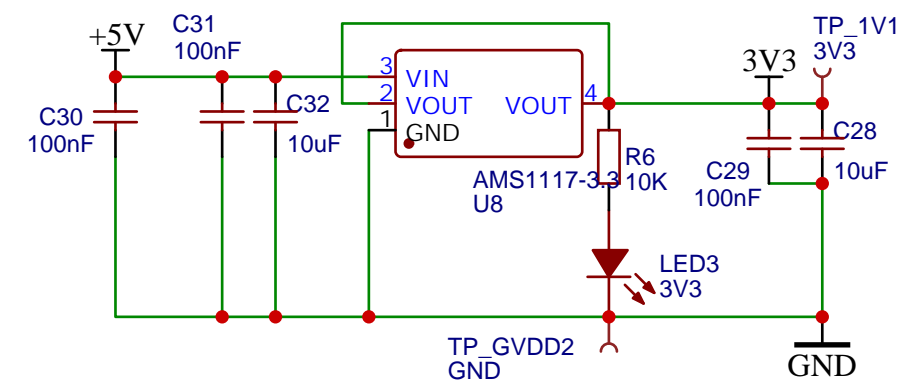 C31
100nF
+5V
TP_1V1
3V3
3V3
3
VIN
2
VOUT
VOUT
4
1
GND
C30
100nF
C32
10uF
R6
10K
AMS1117-3.3
U8
C29
100nF
C28
10uF
LED3
3V3
TP_GVDD2
GND
GND